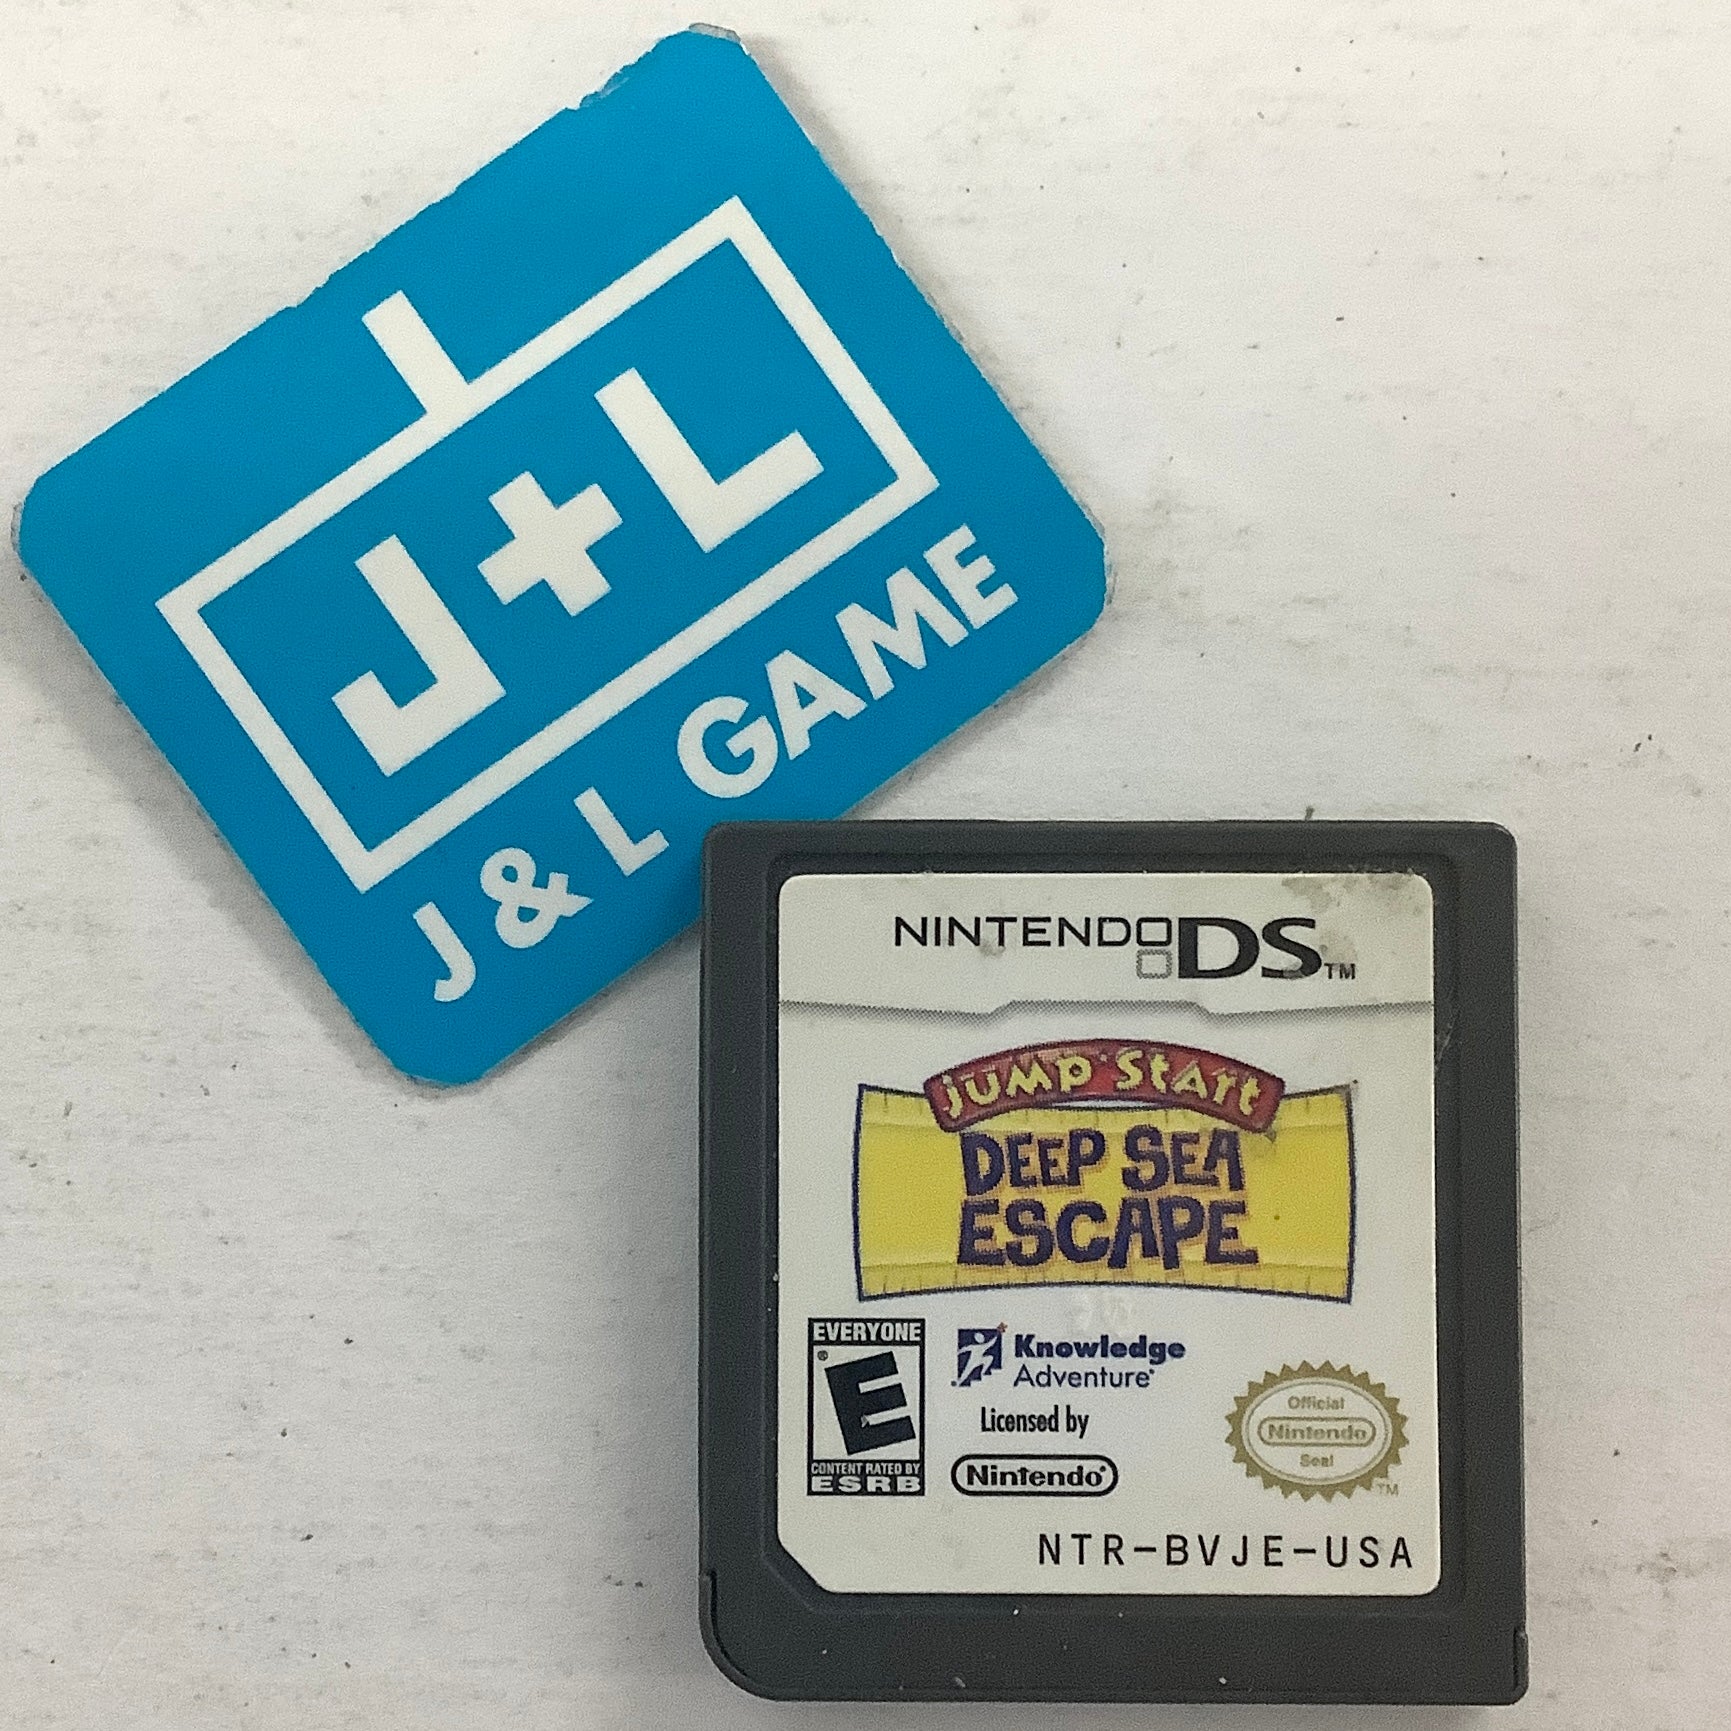 J+L
J & L GAME
NINTENDO DS™
JUMP START
DEEP SEA
ESCAPE
EVERYONE
E
®
CONTENT RATED BY
ESRB
Knowledge
Adventure®
Licensed by
Nintendo®
Official
Nintendo
Seal
TM
NTR-BVJE-USA